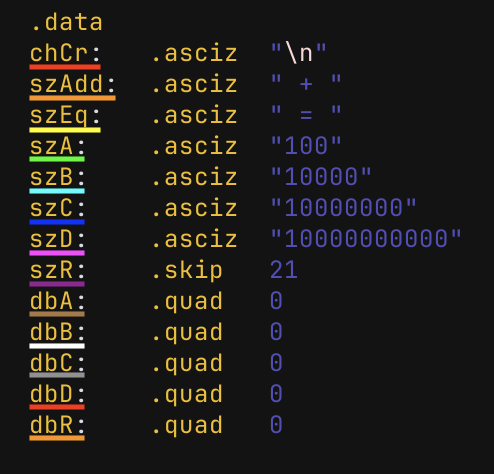 .data
chCr: .asciz "\n"
szAdd: .asciz " + "
szEq: .asciz " = "
szA: .asciz "100"
szB: .asciz "10000"
szC: .asciz "10000000"
szD: .asciz "10000000000"
szR: .skip 21
dbA: .quad 0
dbB: .quad 0
dbC: .quad 0
dbD: .quad 0
dbR: .quad 0